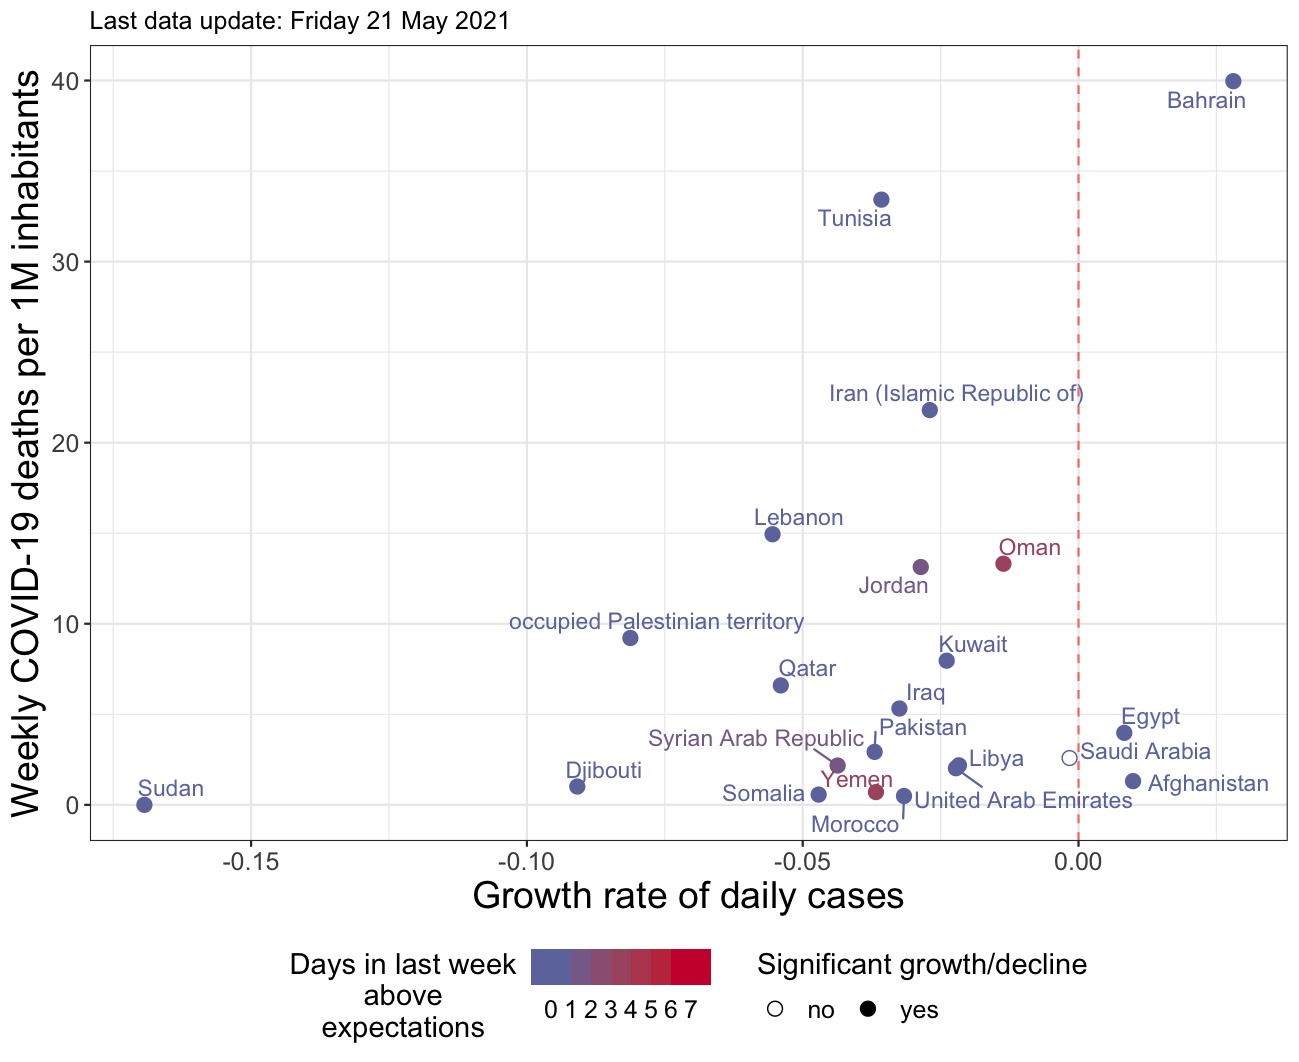 Last data update: Friday 21 May 2021
Weekly COVID-19 deaths per 1M inhabitants
40
30
20
10
0
Bahrain
Tunisia
Iran (Islamic Republic of)
Lebanon
Oman
Jordan
occupied Palestinian territory
Kuwait
Qatar
Iraq
Egypt
Pakistan
Syrian Arab Republic
Saudi Arabia
Libya
Djibouti
Yemen
Afghanistan
Sudan
Somalia
United Arab Emirates
Morocco
-0.15
-0.10
-0.05
0.00
Growth rate of daily cases
Days in last week
above
expectations
0 1 2 3 4 5 6 7
Significant growth/decline
no
yes